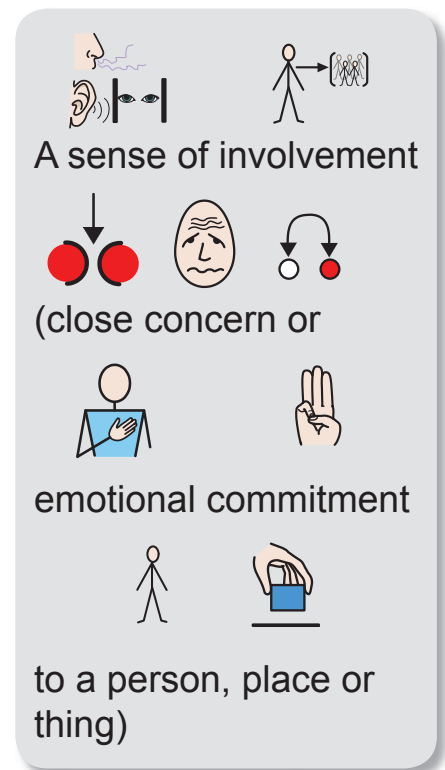 A sense of involvement
(close concern or
emotional commitment
to a person, place or
thing)